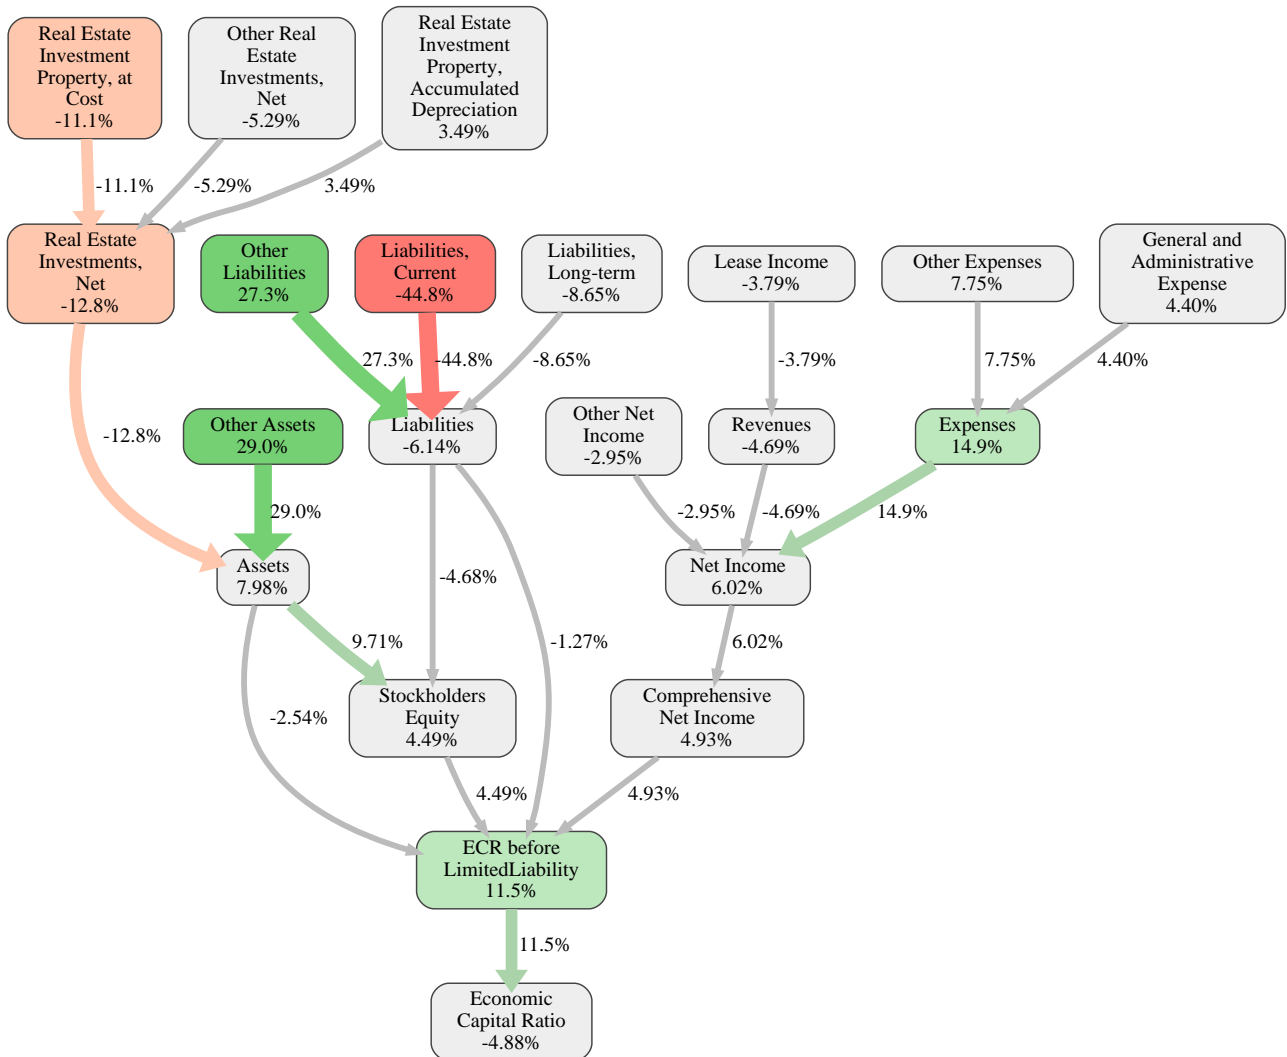 Real Estate
Investment
Property, at
Cost
-11.1%
Other Real
Estate
Investments,
Net
-5.29%
Real Estate
Investment
Property,
Accumulated
Depreciation
3.49%
-11.1%
-5.29%
3.49%
Real Estate
Investments,
Net
-12.8%
Other
Liabilities
27.3%
Liabilities,
Current
-44.8%
Liabilities,
Long-term
-8.65%
Lease Income
-3.79%
Other Expenses
7.75%
General and
Administrative
Expense
4.40%
27.3%
-44.8%
-8.65%
-3.79%
7.75%
4.40%
-12.8%
Other Assets
29.0%
Liabilities
-6.14%
Other Net
Income
-2.95%
Revenues
-4.69%
Expenses
14.9%
29.0%
-2.95%
-4.69%
14.9%
Assets
7.98%
-4.68%
Net Income
6.02%
9.71%
-1.27%
6.02%
-2.54%
Stockholders
Equity
4.49%
Comprehensive
Net Income
4.93%
4.49%
4.93%
ECR before
LimitedLiability
11.5%
11.5%
Economic
Capital Ratio
-4.88%